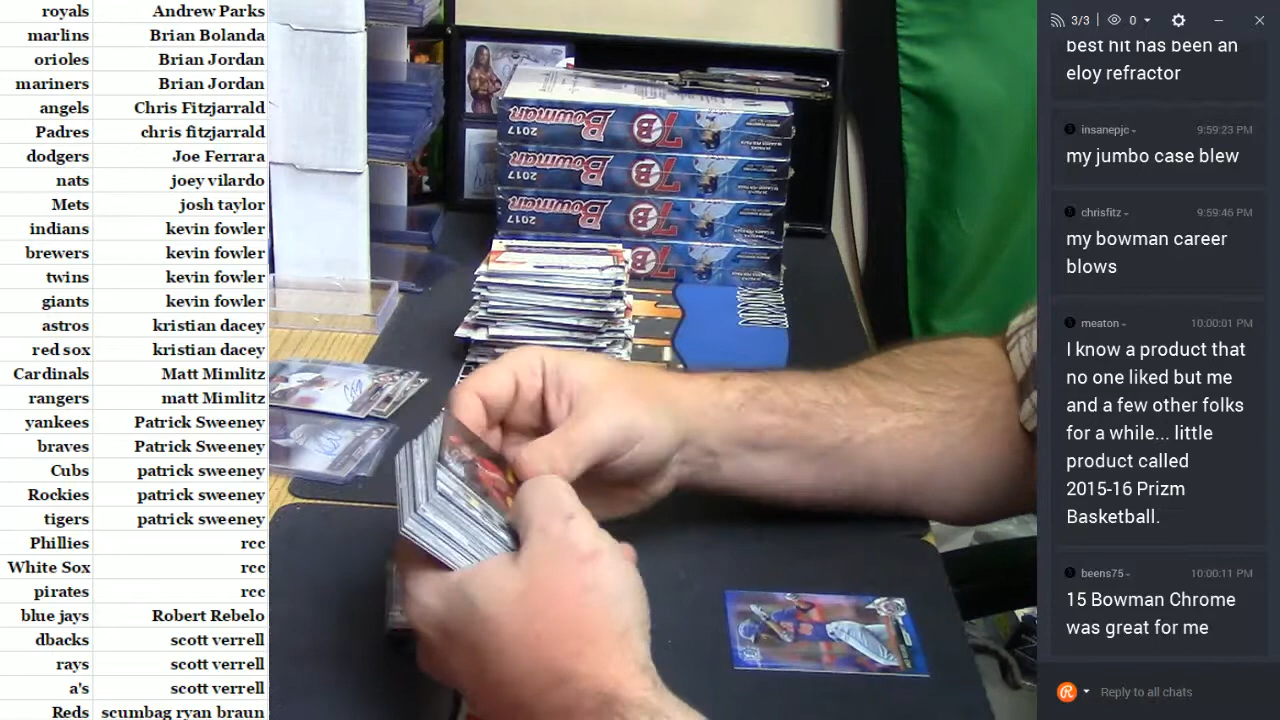 royals Andrew Parks
marlins Brian Bolanda
orioles Brian Jordan
mariners Brian Jordan
angels Chris Fitzjarrald
Padres chris fitzjarrald
dodgers Joe Ferrara
nats joey vilardo
Mets josh taylor
indians kevin fowler
brewers kevin fowler
twins kevin fowler
giants kevin fowler
astros kristian dacey
red sox kristian dacey
Cardinals Matt Mimlitz
rangers matt Mimlitz
yankees Patrick Sweeney
braves Patrick Sweeney
Cubs patrick sweeney
Rockies patrick sweeney
tigers patrick sweeney
Phillies rcc
White Sox rcc
pirates rcc
blue jays Robert Rebelo
dbacks scott verrell
rays scott verrell
a's scott verrell
Reds scumbag ryan braun
2017 Bowman
2017 Bowman
2017 Bowman
Bowman
3/3 0
best hit has been an
eloy refractor
insanepjc 9:59:23 PM
my jumbo case blew
chrisfitz 9:59:46 PM
my bowman career
blows
meaton 10:00:01 PM
I know a product that
no one liked but me
and a few other folks
for a while... little
product called
2015-16 Prizm
Basketball.
beens75 10:00:11 PM
15 Bowman Chrome
was great for me
Reply to all chats